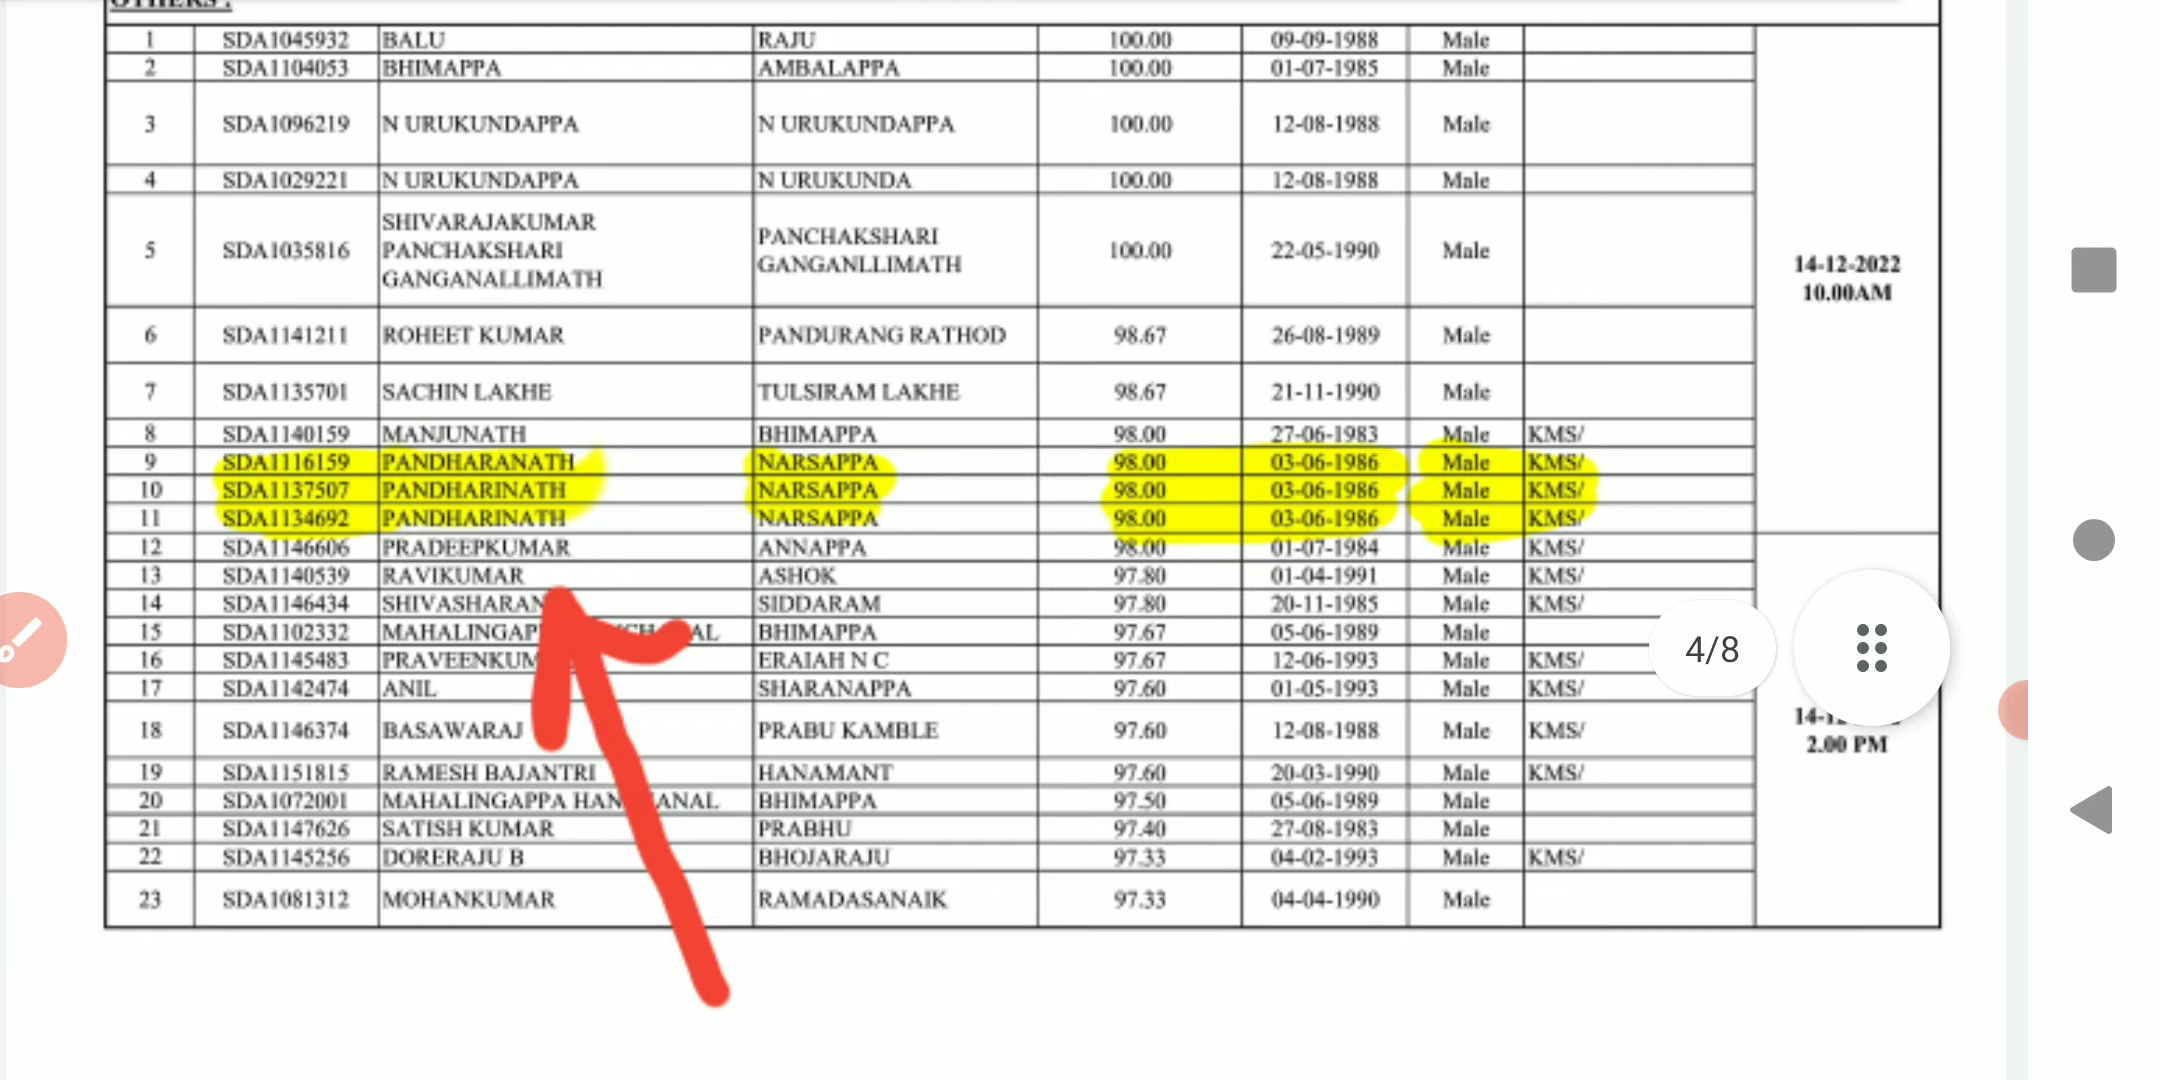 OTHERS :
1 SDA1045932 BALU RAJU 100.00 09-09-1988 Male
2 SDA1104053 BHIMAPPA AMBALAPPA 100.00 01-07-1985 Male
3 SDA1096219 N URUKUNDAPPA N URUKUNDAPPA 100.00 12-08-1988 Male
4 SDA1029221 N URUKUNDAPPA N URUKUNDA 100.00 12-08-1988 Male
5 SDA1035816 SHIVARAJAKUMAR PANCHAKSHARI GANGANALLIMATH PANCHAKSHARI GANGANLLIMATH 100.00 22-05-1990 Male
14-12-2022
10.00AM
6 SDA1141211 ROHEET KUMAR PANDURANG RATHOD 98.67 26-08-1989 Male
7 SDA1135701 SACHIN LAKHE TULSIRAM LAKHE 98.67 21-11-1990 Male
8 SDA1140159 MANJUNATH BHIMAPPA 98.00 27-06-1983 Male KMS/
9 SDA1116159 PANDHARANATH NARSAPPA 98.00 03-06-1986 Male KMS/
10 SDA1137507 PANDHARINATH NARSAPPA 98.00 03-06-1986 Male KMS/
11 SDA1134692 PANDHARINATH NARSAPPA 98.00 03-06-1986 Male KMS/
12 SDA1146606 PRADEEPKUMAR ANNAPPA 98.00 01-07-1984 Male KMS/
13 SDA1140539 RAVIKUMAR ASHOK 97.80 01-04-1991 Male KMS/
14 SDA1146434 SHIVASHARAN SIDDARAM 97.80 20-11-1985 Male KMS/
15 SDA1102332 BHIMAPPA 97.67 05-06-1989 Male
4/8
16 SDA1145483 ERAIAH N C 97.67 12-06-1993 Male KMS/
17 SDA1142474 ANIL SHARANAPPA 97.60 01-05-1993 Male KMS/
18 SDA1146374 BASAWARAJ PRABU KAMBLE 97.60 12-08-1988 Male KMS/
2.00 PM
19 SDA1151815 RAMESH BAJANTRI HANAMANT 97.60 20-03-1990 Male KMS/
20 SDA1072001 MAHALINGAPPA BHIMAPPA 97.50 05-06-1989 Male
21 SDA1147626 SATISH KUMAR PRABHU 97.40 27-08-1983 Male
22 SDA1145256 DORERAJU B BHOJARAJU 97.33 04-02-1993 Male KMS/
23 SDA1081312 MOHANKUMAR RAMADASANAIK 97.33 04-04-1990 Male